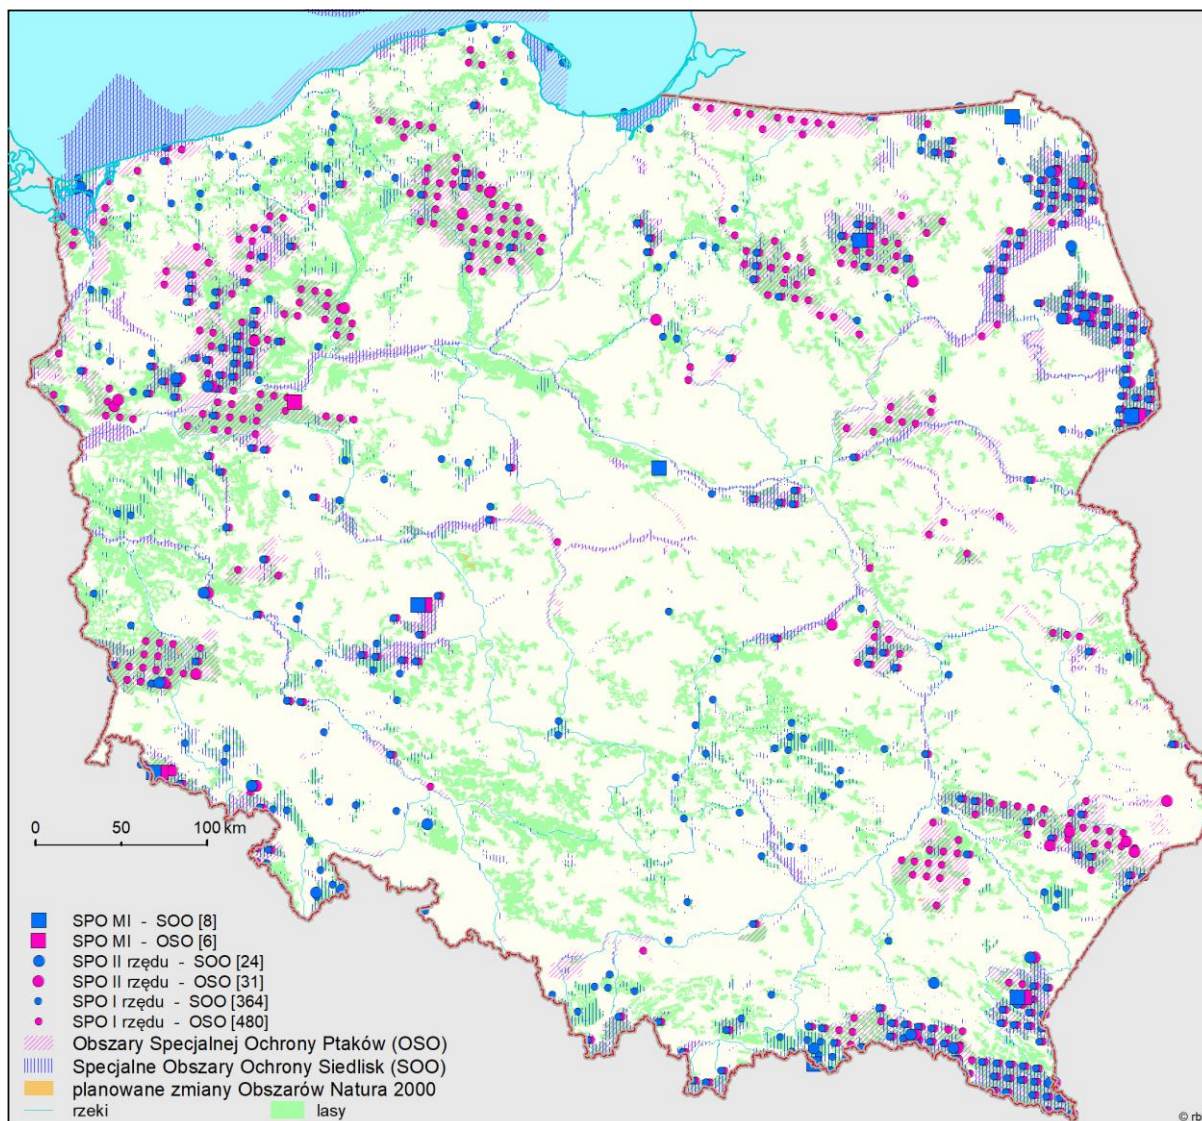 0 50 100 km
SPO MI - SOO [8]
SPO MI - OSO [6]
SPO II rzędu - SOO [24]
SPO II rzędu - OSO [31]
SPO I rzędu - SOO [364]
SPO I rzędu - OSO [480]
Obszary Specjalnej Ochrony Ptaków (OSO)
Specjalne Obszary Ochrony Siedlisk (SOO)
planowane zmiany Obszarów Natura 2000
rzeki lasy
© rb